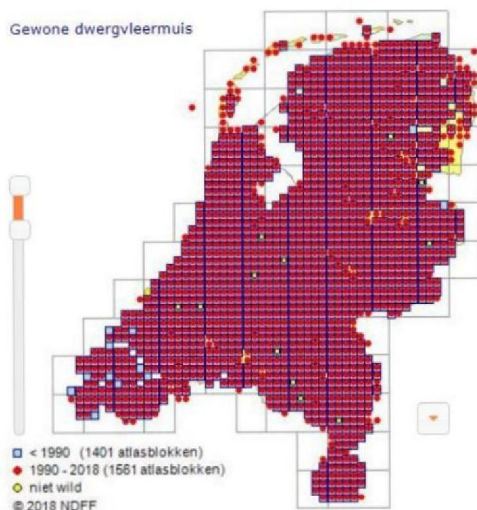 Gewone dwergvleermuis
< 1990 (1401 atlasblokken)
1990 - 2018 (1561 atlasblokken)
niet wild
© 2018 NDFF